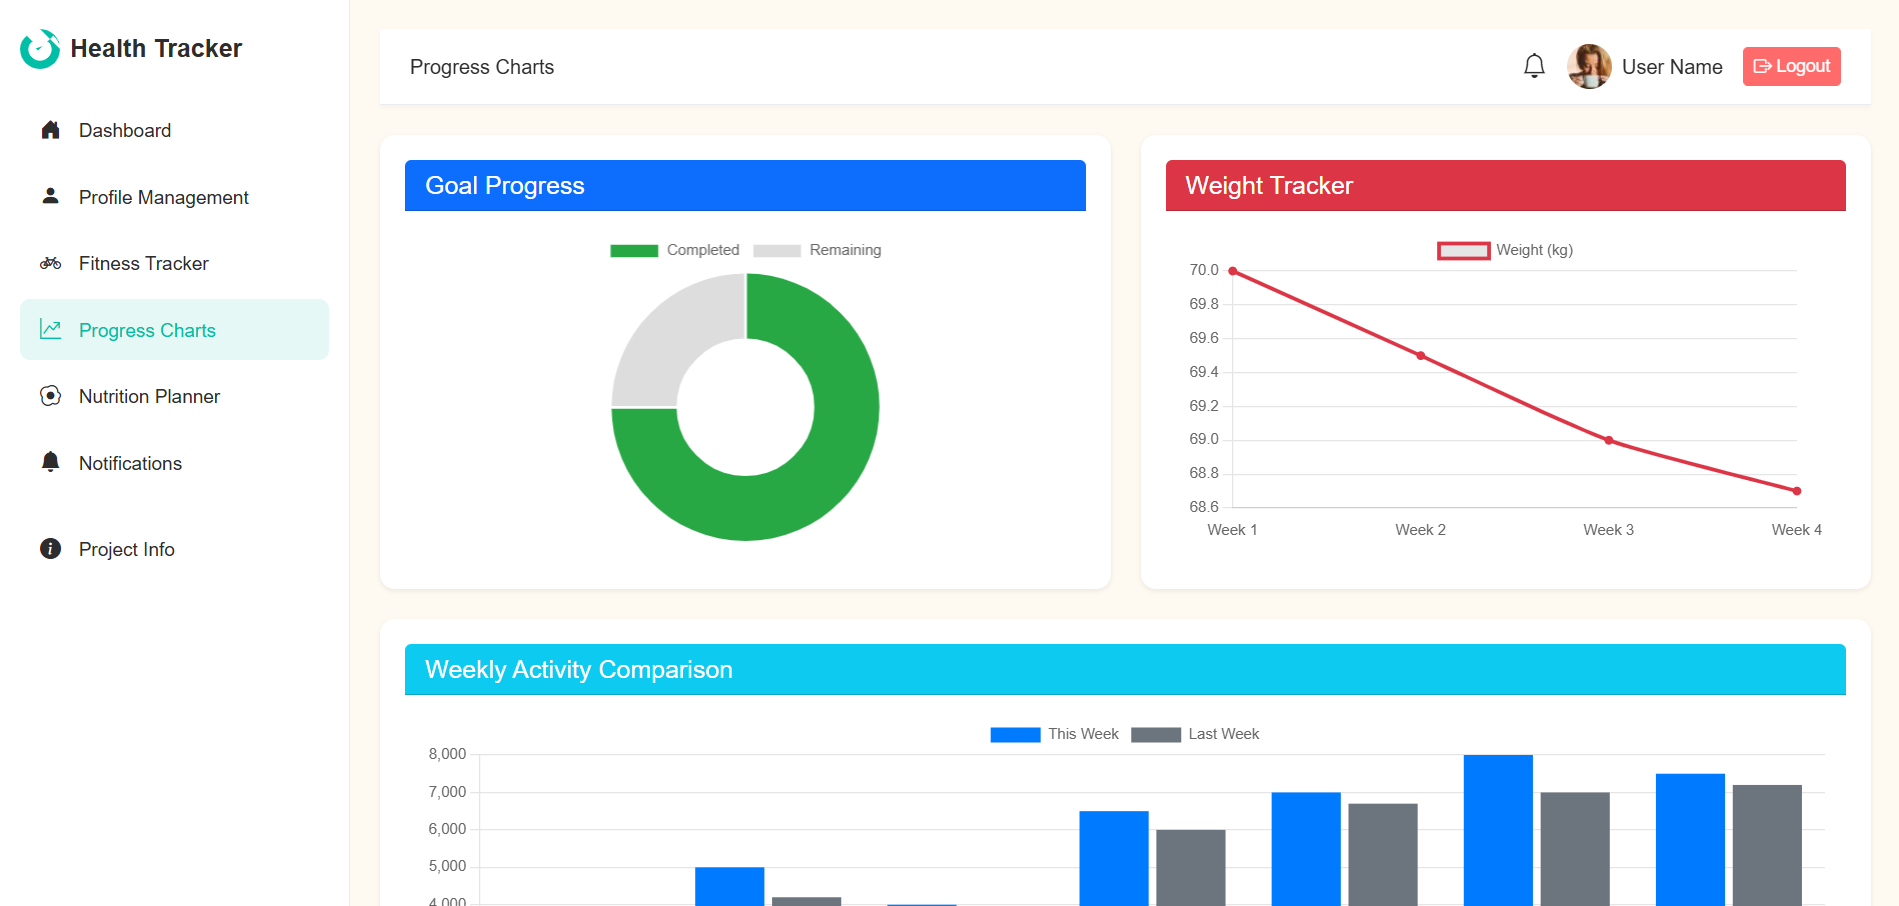 Health Tracker
Dashboard
Profile Management
Fitness Tracker
Progress Charts
Nutrition Planner
Notifications
Project Info
Progress Charts
User Name
Logout
Goal Progress
Completed
Remaining
Weight Tracker
Weight (kg)
70.0
69.8
69.6
69.4
69.2
69.0
68.8
68.6
Week 1 Week 2 Week 3 Week 4
Weekly Activity Comparison
This Week Last Week
8,000
7,000
6,000
5,000
4,000